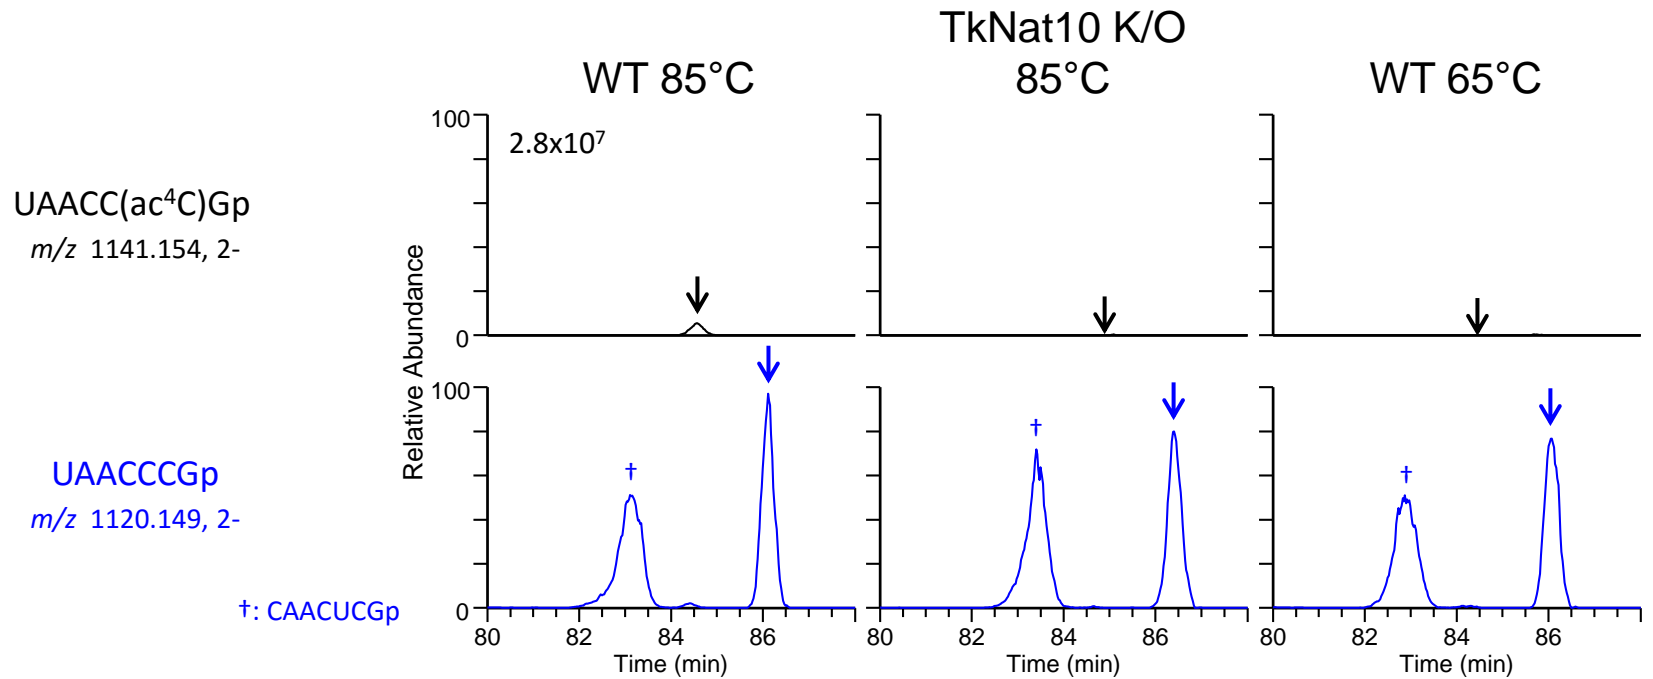 TkNat10 K/O
WT 85°C
85°C
WT 65°C
100
2.8x10⁷
UAACC(ac⁴C)Gp
m/z 1141.154, 2-
0
Relative Abundance
100
†
†
†
UAACCCGp
m/z 1120.149, 2-
†: CAACUCGp
0
80 82 84 86
80 82 84 86
80 82 84 86
Time (min)
Time (min)
Time (min)